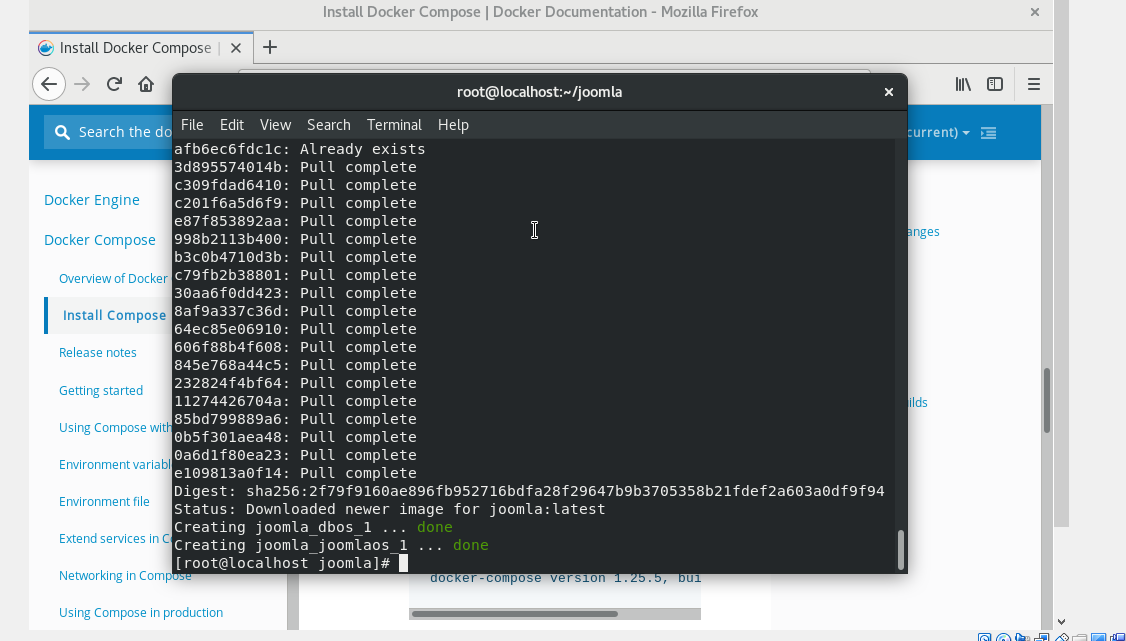 Install Docker Compose | Docker Documentation - Mozilla Firefox
Install Docker Compose |
root@localhost:~/joomla
File Edit View Search Terminal Help
Search the do
current)
afb6ec6fdc1c: Already exists
3d895574014b: Pull complete
c309fdad6410: Pull complete
c201f6a5d6f9: Pull complete
e87f853892aa: Pull complete
998b2113b400: Pull complete
b3c0b4710d3b: Pull complete
c79fb2b38801: Pull complete
30aa6f0dd423: Pull complete
8af9a337c36d: Pull complete
64ec85e06910: Pull complete
606f88b4f608: Pull complete
845e768a44c5: Pull complete
232824f4bf64: Pull complete
11274426704a: Pull complete
85bd799889a6: Pull complete
0b5f301aea48: Pull complete
0a6d1f80ea23: Pull complete
e109813a0f14: Pull complete
Digest: sha256:2f79f9160ae896fb952716bdfa28f29647b9b3705358b21fdef2a603a0df9f94
Status: Downloaded newer image for joomla:latest
Creating joomla_dbos_1 ... done
Creating joomla_joomlaos_1 ... done
[root@localhost joomla]#
Docker Engine
Docker Compose
Overview of Docker
Install Compose
Release notes
Getting started
Using Compose with
Environment variabl
Environment file
Extend services in Co
Networking in Compose
Using Compose in production
anges
ilds
docker-compose version 1.25.5, bui